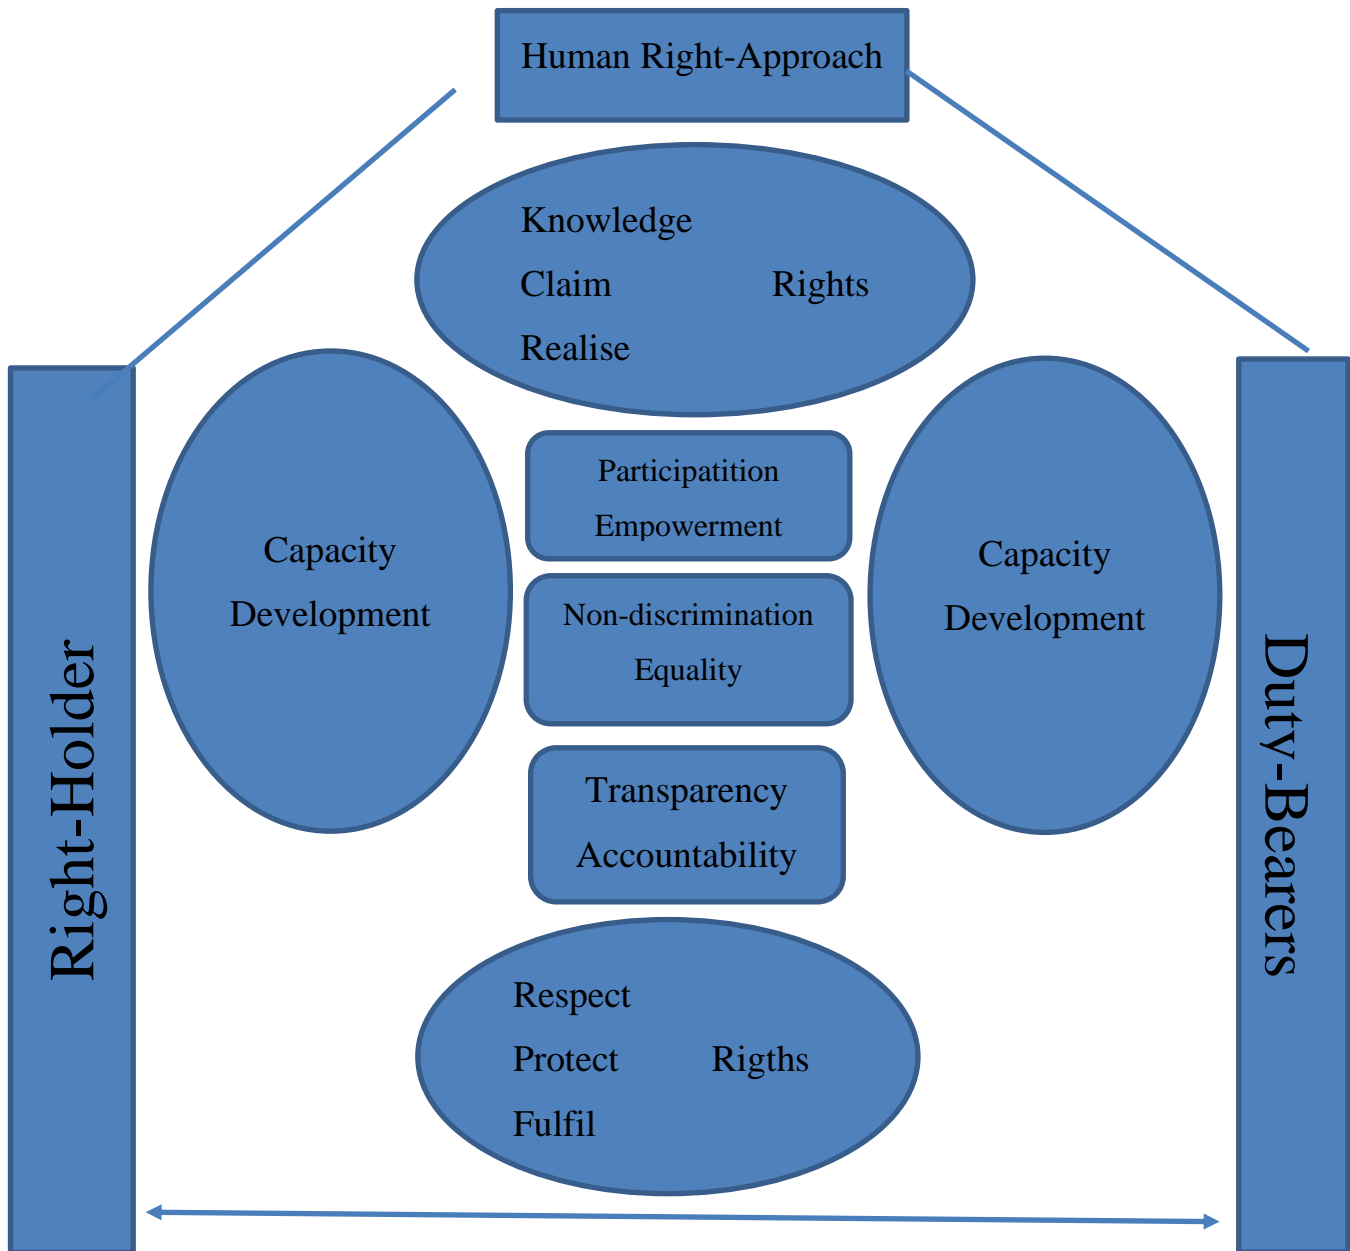 Human Right-Approach
Knowledge
Claim Rights
Realise
Participatition
Empowerment
Capacity
Development
Capacity
Development
Non-discrimination
Equality
Right-Holder
Duty-Bearers
Transparency
Accountability
Respect
Protect Rigths
Fulfil